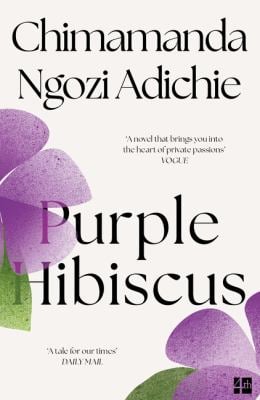 Chimamanda
Ngozi Adichie
‘A novel that brings you into
the heart of private passions’
VOGUE
Purple
Hibiscus
‘A tale for our times’
DAILY MAIL
4th